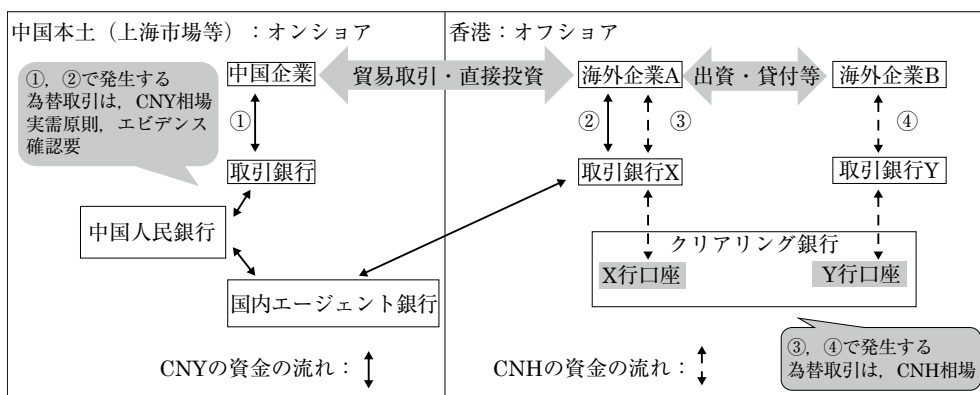 中国本土（上海市場等）：オンショア
香港：オフショア
①，②で発生する
為替取引は，CNY相場
実需原則，エビデンス
確認要
中国企業
貿易取引・直接投資
海外企業A
出資・貸付等
海外企業B
①
②
③
④
取引銀行
取引銀行X
取引銀行Y
中国人民銀行
クリアリング銀行
X行口座
Y行口座
国内エージェント銀行
③，④で発生する
為替取引は，CNH相場
CNYの資金の流れ：
CNHの資金の流れ：